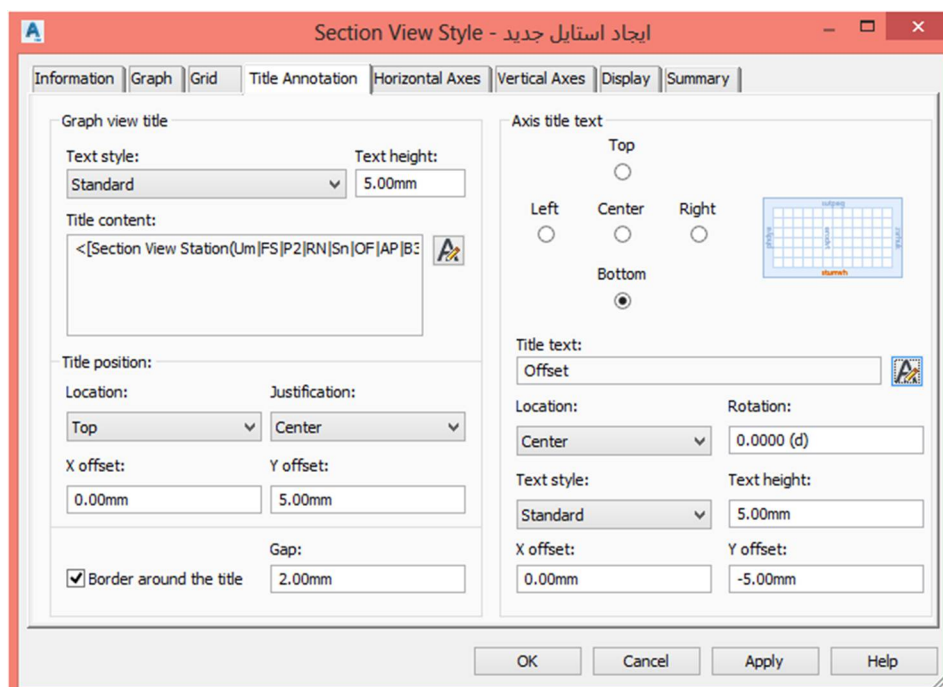 Section View Style - ایجاد استایل جدید
Information Graph Grid Title Annotation Horizontal Axes Vertical Axes Display Summary
Graph view title
Text style: Text height:
Standard 5.00mm
Title content:
<[Section View Station(Um|FS|P2|RN|Sn|OF|AP|B3
Title position:
Location: Justification:
Top Center
X offset: Y offset:
0.00mm 5.00mm
Gap:
Border around the title 2.00mm
Axis title text
Top
Left Center Right
Bottom
Title text:
Offset
Location: Rotation:
Center 0.0000 (d)
Text style: Text height:
Standard 5.00mm
X offset: Y offset:
0.00mm -5.00mm
OK Cancel Apply Help